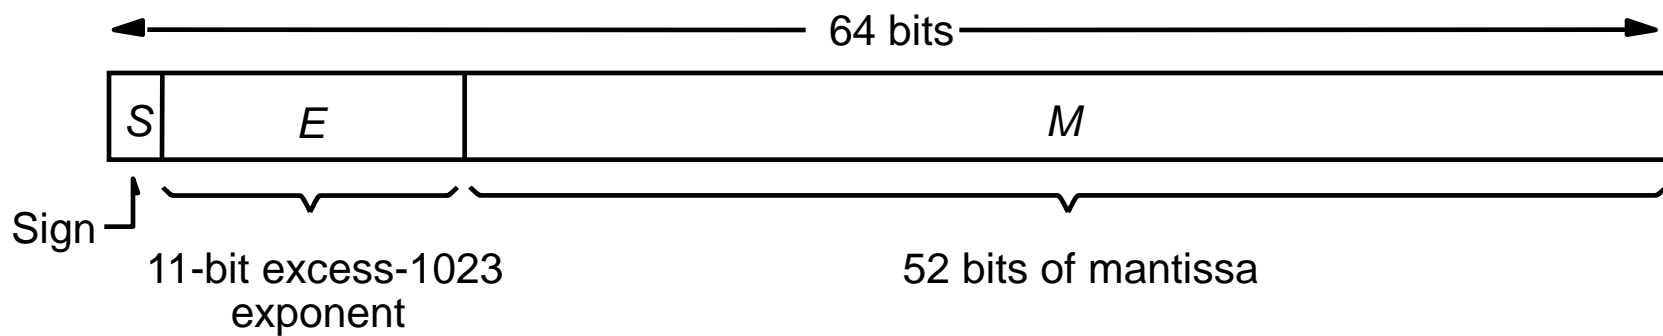 64 bits
S E M
Sign
11-bit excess-1023 52 bits of mantissa
exponent